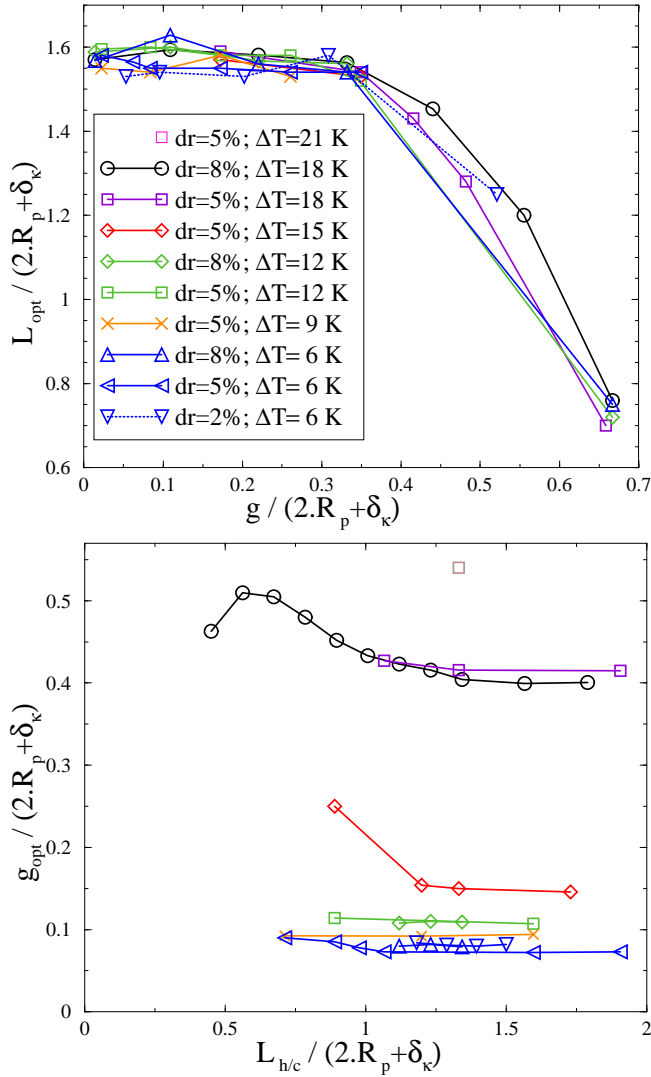 1.6
1.4
1.2
1
0.8
0.6
L_opt / (2.R_p+δ_κ)
dr=5%; ΔT=21 K
dr=8%; ΔT=18 K
dr=5%; ΔT=18 K
dr=5%; ΔT=15 K
dr=8%; ΔT=12 K
dr=5%; ΔT=12 K
dr=5%; ΔT= 9 K
dr=8%; ΔT= 6 K
dr=5%; ΔT= 6 K
dr=2%; ΔT= 6 K
0 0.1 0.2 0.3 0.4 0.5 0.6 0.7
g / (2.R_p+δ_κ)
0.5
0.4
0.3
0.2
0.1
0
g_opt / (2.R_p+δ_κ)
0 0.5 1 1.5 2
L_h/c / (2.R_p+δ_κ)